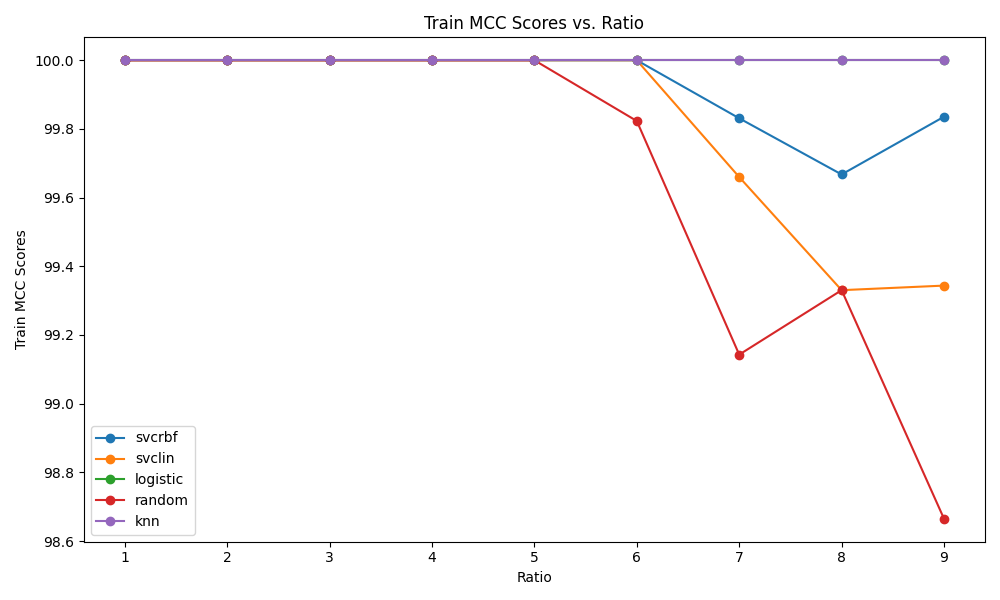 Train MCC Scores vs. Ratio
Train MCC Scores
100.0
99.8
99.6
99.4
99.2
99.0
98.8
98.6
svcrbf
svclin
logistic
random
knn
1 2 3 4 5 6 7 8 9
Ratio